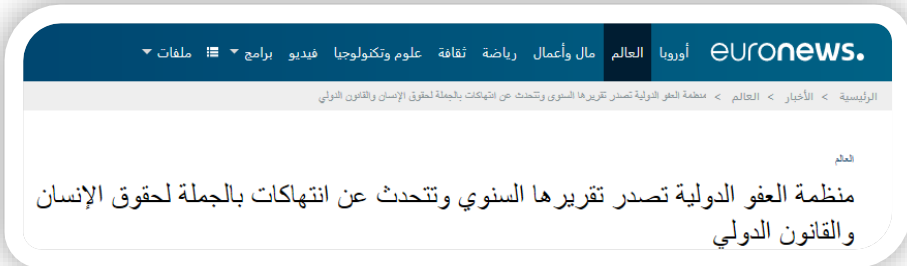 euronews. أوروبا العالم مال وأعمال رياضة ثقافة علوم وتكنولوجيا فيديو برامج ملفات
الرئيسية > الأخبار > العالم > منظمة العفو الدولية تصدر تقريرها السنوي وتتحدث عن انتهاكات بالجملة لحقوق الإنسان والقانون الدولي
العالم
منظمة العفو الدولية تصدر تقريرها السنوي وتتحدث عن انتهاكات بالجملة لحقوق الإنسان
والقانون الدولي